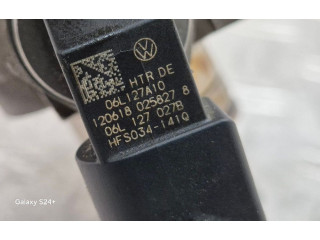 HTR DE
06L127A10
120618 025827 8
06L 127 027B
HFS034-141Q
Galaxy S24+